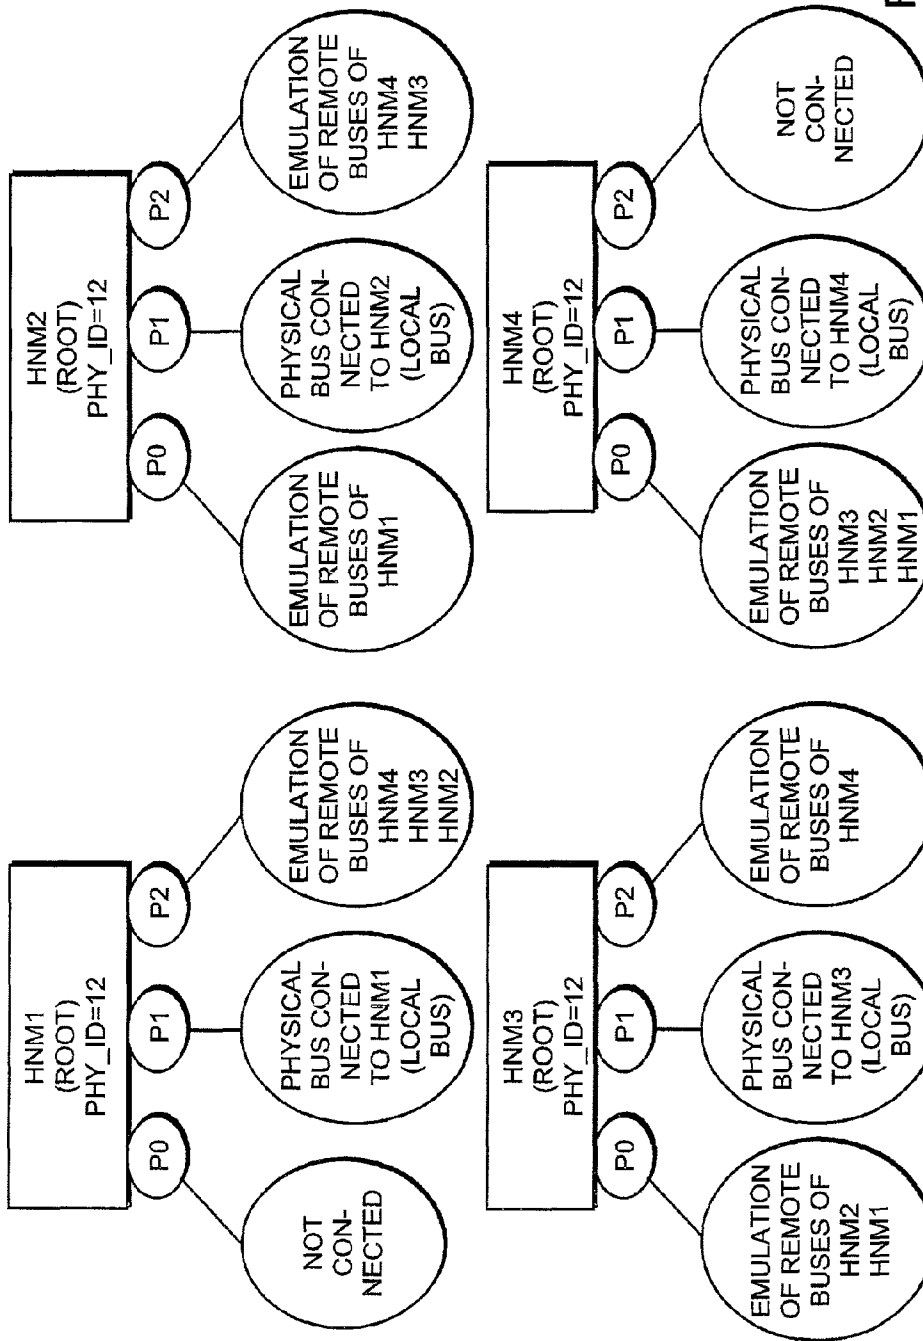 HNM1
(ROOT)
PHY_ID=12
P0
P1
P2
NOT
CON-
NECTED
PHYSICAL
BUS CON-
NECTED
TO HNM1
(LOCAL
BUS)
EMULATION
OF REMOTE
BUSES OF
HNM4
HNM3
HNM2
HNM2
(ROOT)
PHY_ID=12
P0
P1
P2
EMULATION
OF REMOTE
BUSES OF
HNM1
PHYSICAL
BUS CON-
NECTED
TO HNM2
(LOCAL
BUS)
EMULATION
OF REMOTE
BUSES OF
HNM4
HNM3
HNM3
(ROOT)
PHY_ID=12
P0
P1
P2
EMULATION
OF REMOTE
BUSES OF
HNM2
HNM1
PHYSICAL
BUS CON-
NECTED
TO HNM3
(LOCAL
BUS)
EMULATION
OF REMOTE
BUSES OF
HNM4
HNM4
(ROOT)
PHY_ID=12
P0
P1
P2
EMULATION
OF REMOTE
BUSES OF
HNM3
HNM2
HNM1
PHYSICAL
BUS CON-
NECTED
TO HNM4
(LOCAL
BUS)
NOT
CON-
NECTED